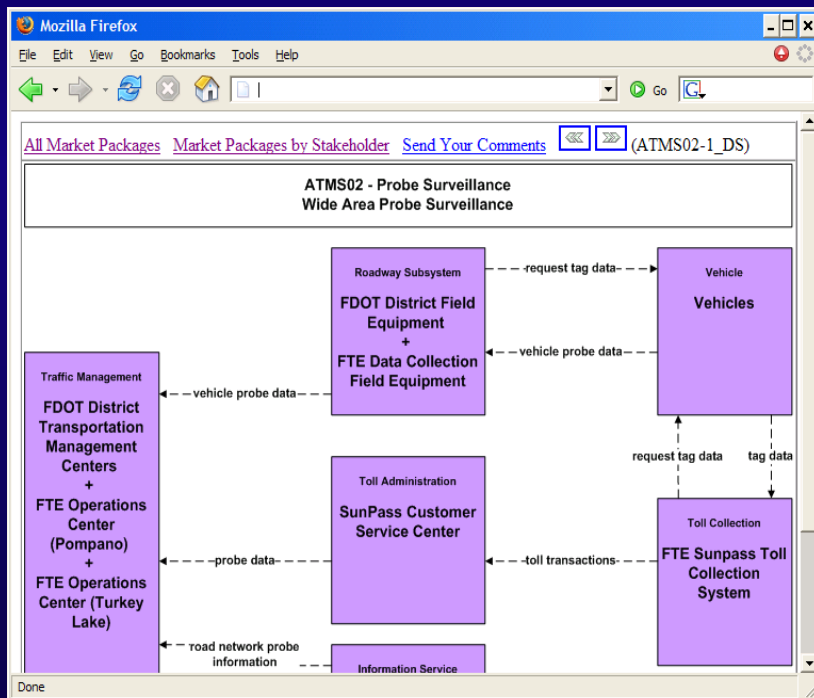 Mozilla Firefox
File Edit View Go Bookmarks Tools Help
Go
G
All Market Packages Market Packages by Stakeholder Send Your Comments (ATMS02-1_DS)
ATMS02 - Probe Surveillance
Wide Area Probe Surveillance
Roadway Subsystem
FDOT District Field
Equipment
+
FTE Data Collection
Field Equipment
request tag data
vehicle probe data
Vehicle
Vehicles
Traffic Management
FDOT District
Transportation
Management
Centers
+
FTE Operations
Center
(Pompano)
+
FTE Operations
Center (Turkey
Lake)
vehicle probe data
request tag data
tag data
Toll Administration
SunPass Customer
Service Center
probe data
toll transactions
Toll Collection
FTE Sunpass Toll
Collection
System
road network probe
information
Information Service
Done